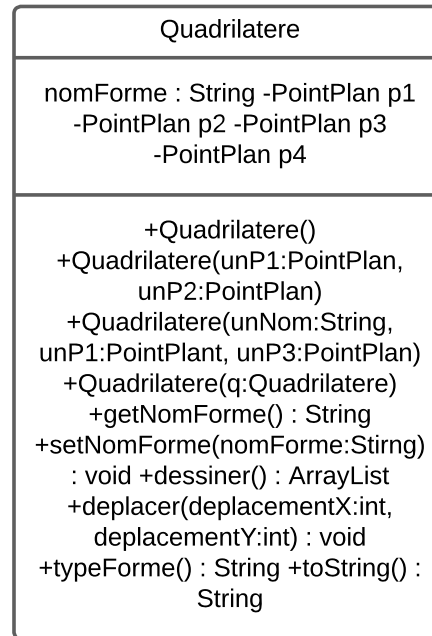 Quadrilatere
nomForme : String -PointPlan p1
-PointPlan p2 -PointPlan p3
-PointPlan p4
+Quadrilatere()
+Quadrilatere(unP1:PointPlan,
unP2:PointPlan)
+Quadrilatere(unNom:String,
unP1:PointPlant, unP3:PointPlan)
+Quadrilatere(q:Quadrilatere)
+getNomForme() : String
+setNomForme(nomForme:Stirng)
: void +dessiner() : ArrayList
+deplacer(deplacementX:int,
deplacementY:int) : void
+typeForme() : String +toString() :
String